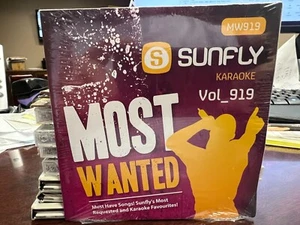 MW919
S SUNFLY
KARAOKE
Vol_919
MOST
WANTED
Must Have Songs! Sunfly's Most
Requested and Karaoke Favourites!